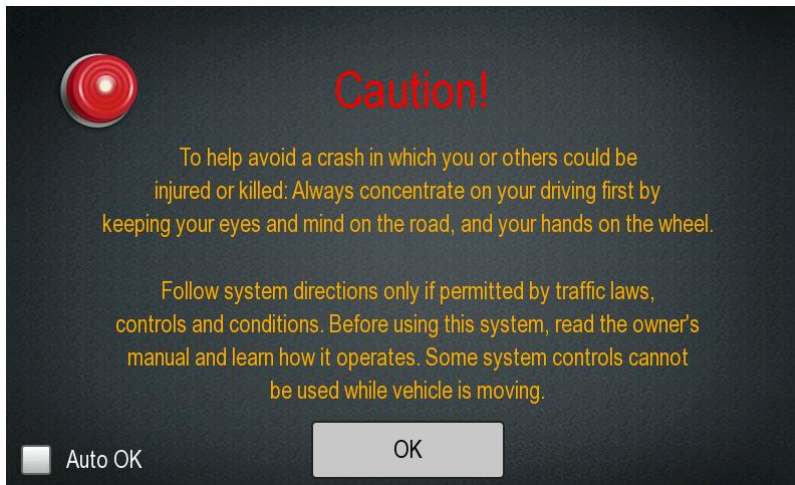 Caution!
To help avoid a crash in which you or others could be
injured or killed: Always concentrate on your driving first by
keeping your eyes and mind on the road, and your hands on the wheel.
Follow system directions only if permitted by traffic laws,
controls and conditions. Before using this system, read the owner's
manual and learn how it operates. Some system controls cannot
be used while vehicle is moving.
Auto OK
OK